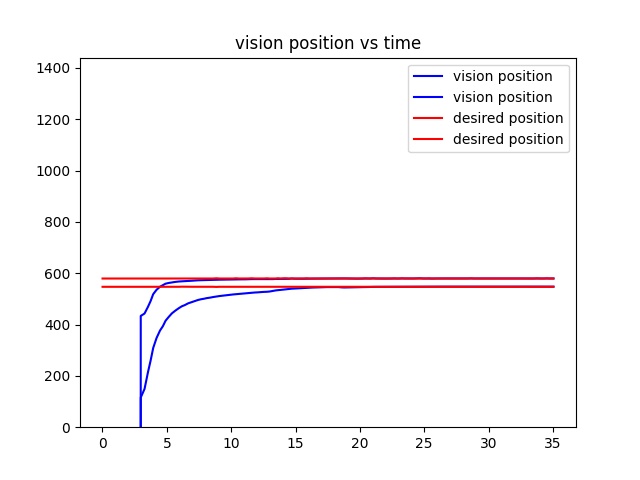 vision position vs time
1400
1200
1000
800
600
400
200
0
vision position
vision position
desired position
desired position
0 5 10 15 20 25 30 35